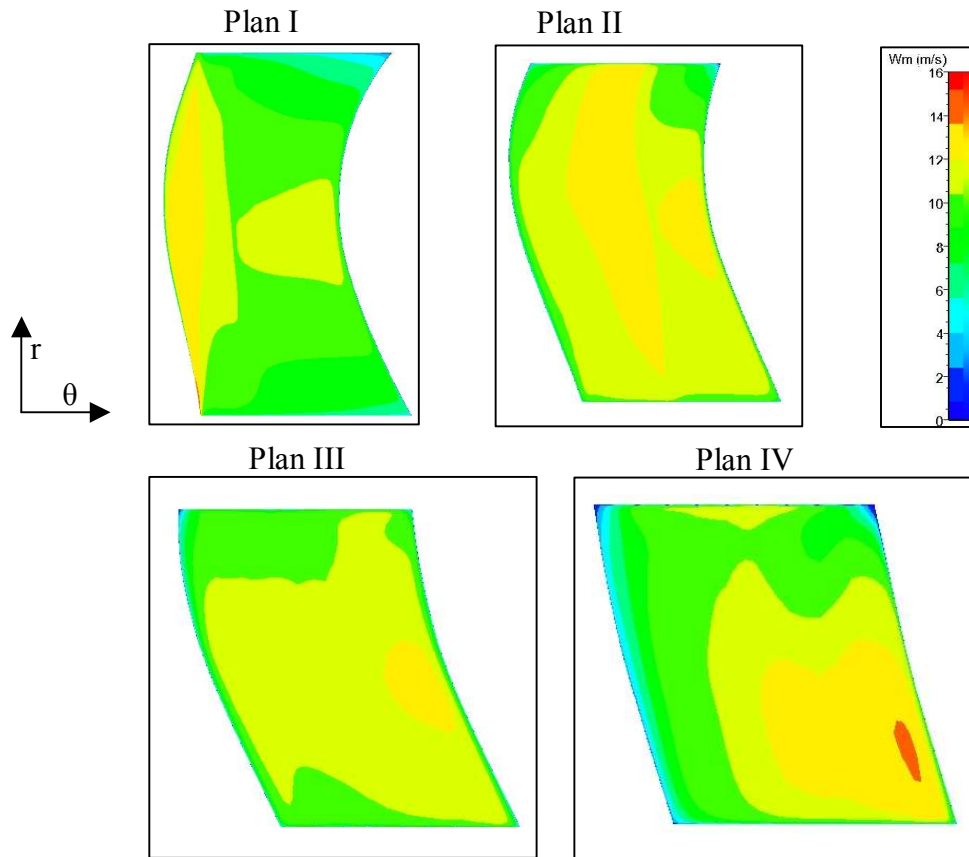 Plan I
Plan II
Wm (m/s)
16
14
12
10
8
6
4
2
0
r
θ
Plan III
Plan IV